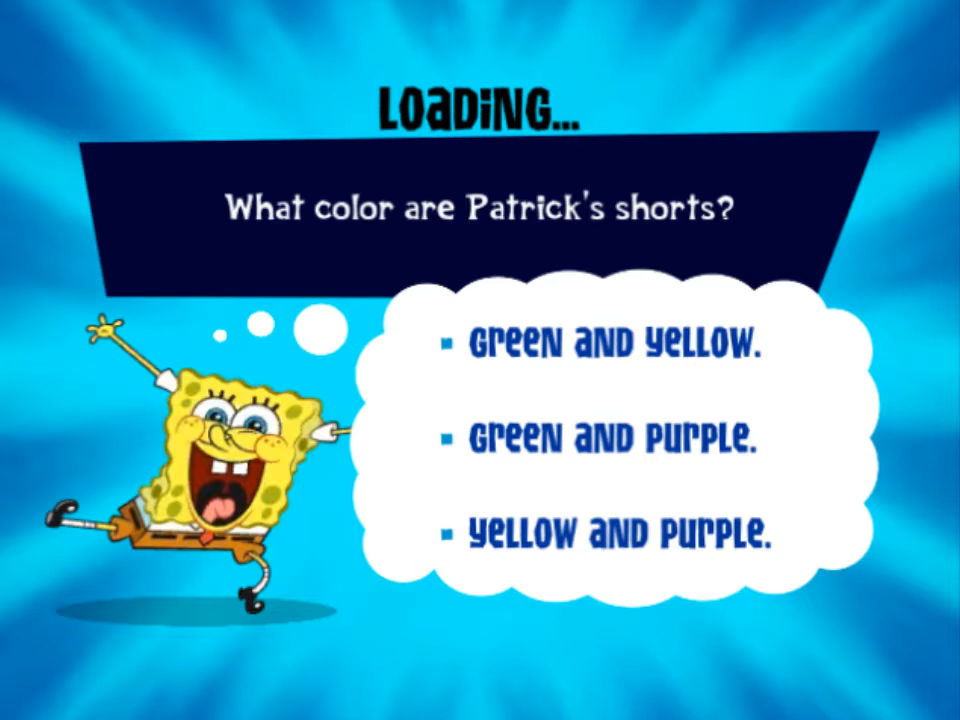 LOADING...
What color are Patrick's shorts?
Green and yellow.
Green and purple.
Yellow and purple.